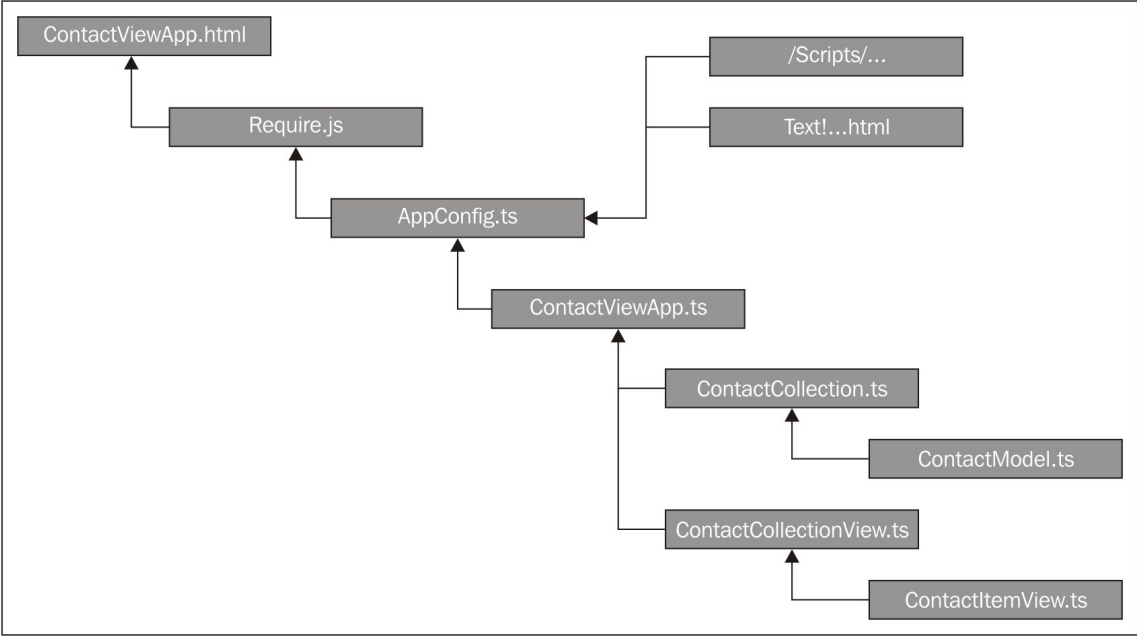 ContactViewApp.html
/Scripts/...
Require.js
Text!...html
AppConfig.ts
ContactViewApp.ts
ContactCollection.ts
ContactModel.ts
ContactCollectionView.ts
ContactItemView.ts